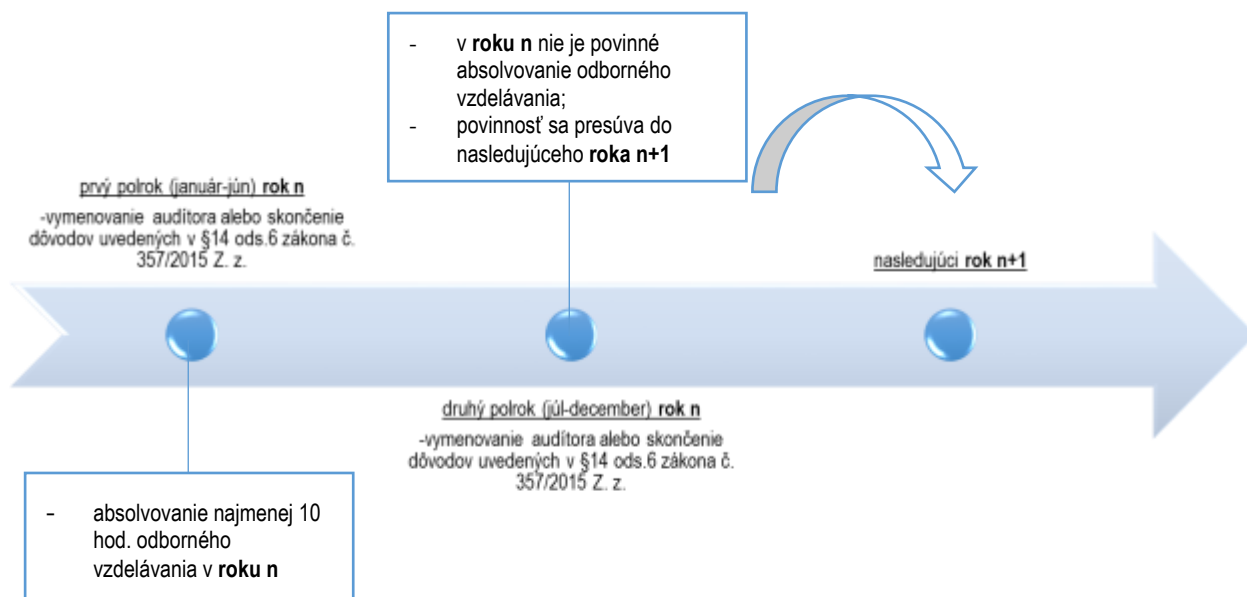 - v roku n nie je povinné
absolvovanie odborného
vzdelávania;
- povinnosť sa presúva do
nasledujúceho roka n+1
prvý polrok (január-jún) rok n
-vymenovanie audítora alebo skončenie
dôvodov uvedených v §14 ods.6 zákona č.
357/2015 Z. z.
nasledujúci rok n+1
druhý polrok (júl-december) rok n
-vymenovanie audítora alebo skončenie
dôvodov uvedených v §14 ods.6 zákona č.
357/2015 Z. z.
- absolvovanie najmenej 10
hod. odborného
vzdelávania v roku n